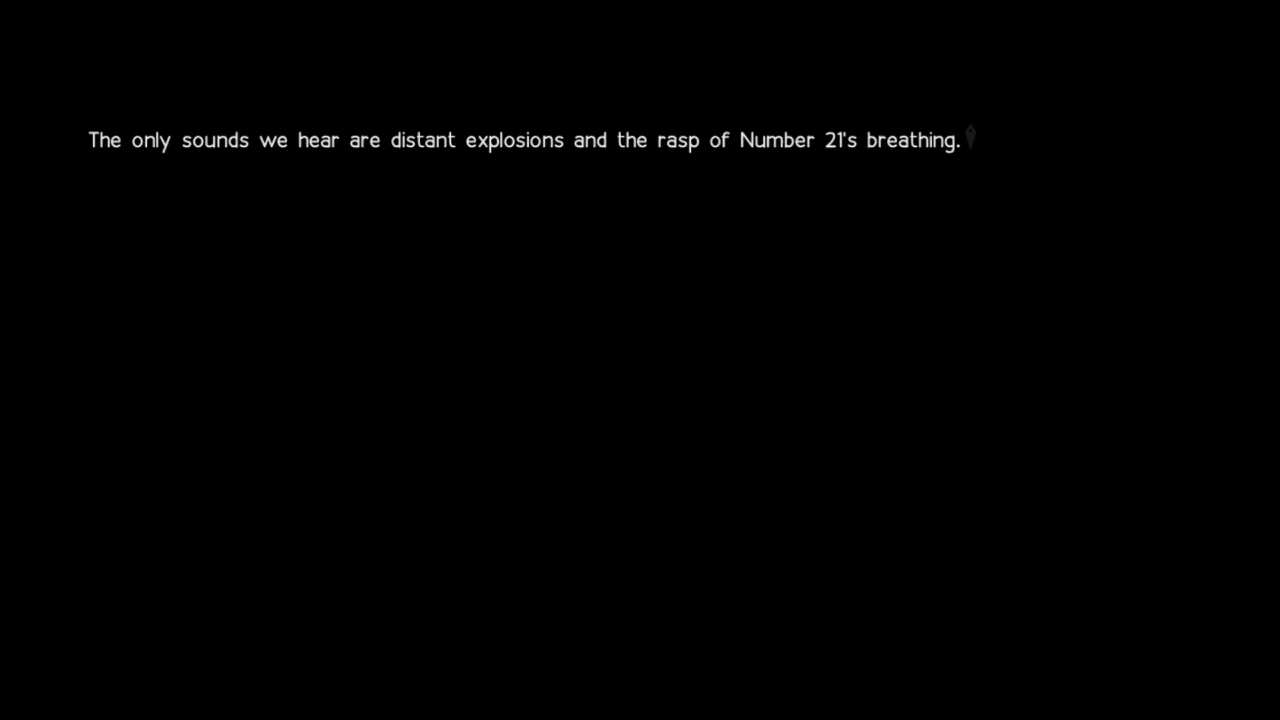 The only sounds we hear are distant explosions and the rasp of Number 21's breathing.